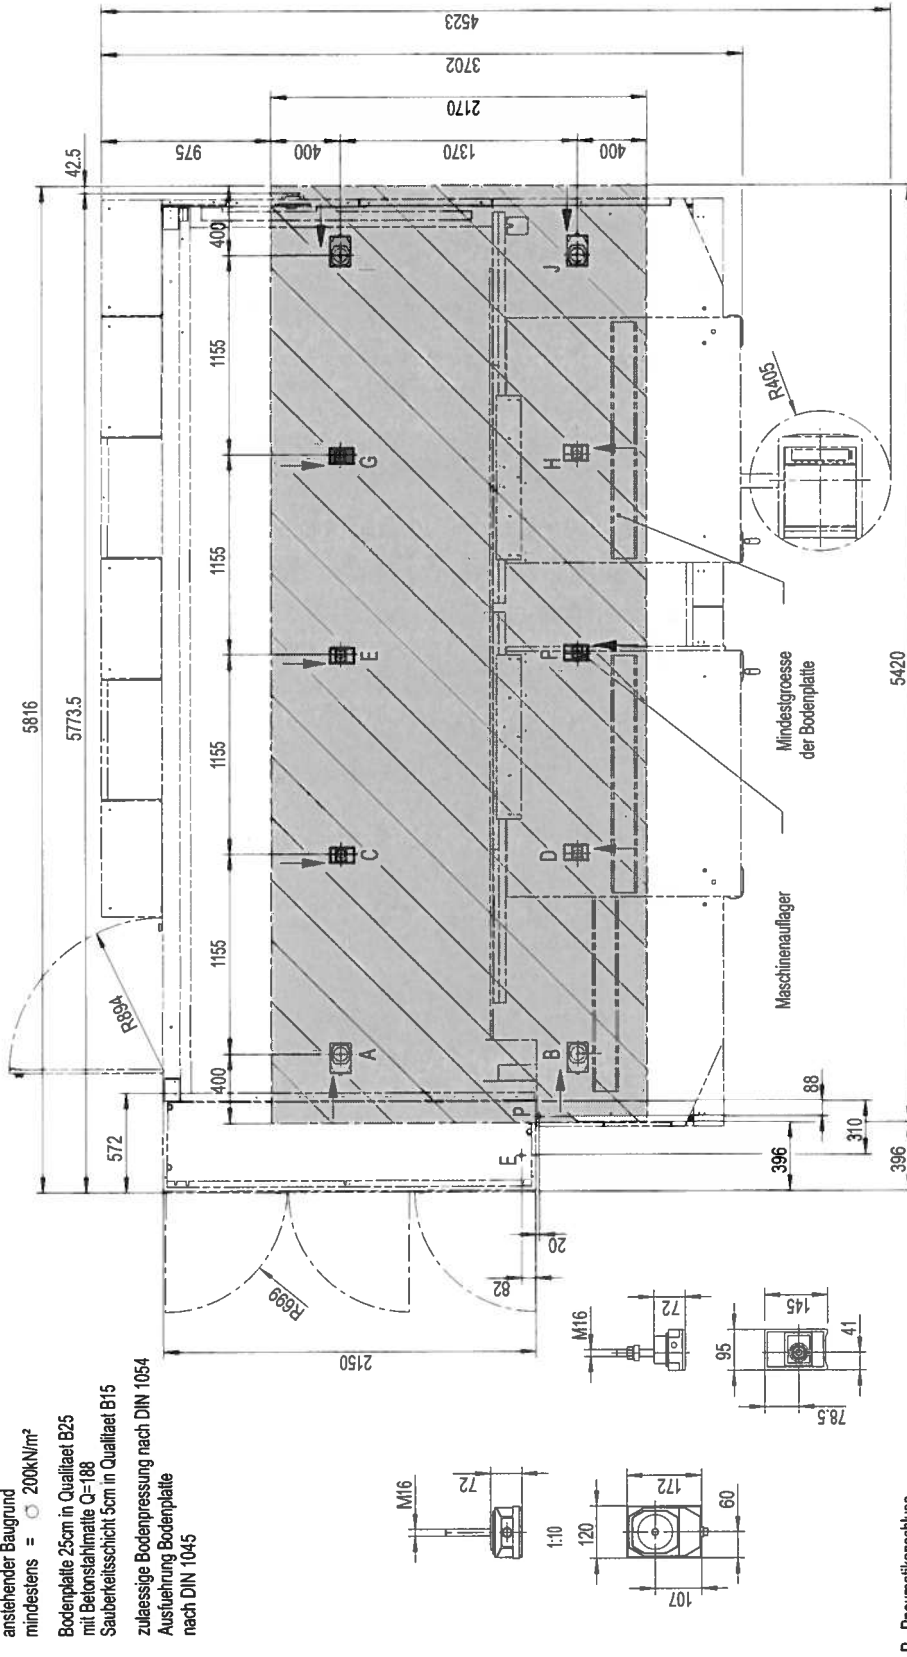 anstehender Baugrund
mindestens = 200kN/m²
Bodenplatte 25cm in Qualitaet B25
mit Betonstahlmatte Q=188
Sauberkeitsschicht 5cm in Qualitaet B15
zulaessige Bodenpressung nach DIN 1054
Ausfuehrung Bodenplatte
nach DIN 1045
4523
3702
2170
975
400
1370
400
42.5
5816
5773.5
400
1155
1155
1155
1155
400
572
R894
R699
2150
R405
A
B
C
D
E
F
G
H
J
P
E
Mindestgroesse
der Bodenplatte
Maschinenauflager
5420
88
310
396
396
20
82
M16
72
1:10
120
172
107
60
M16
72
95
145
78.5
41